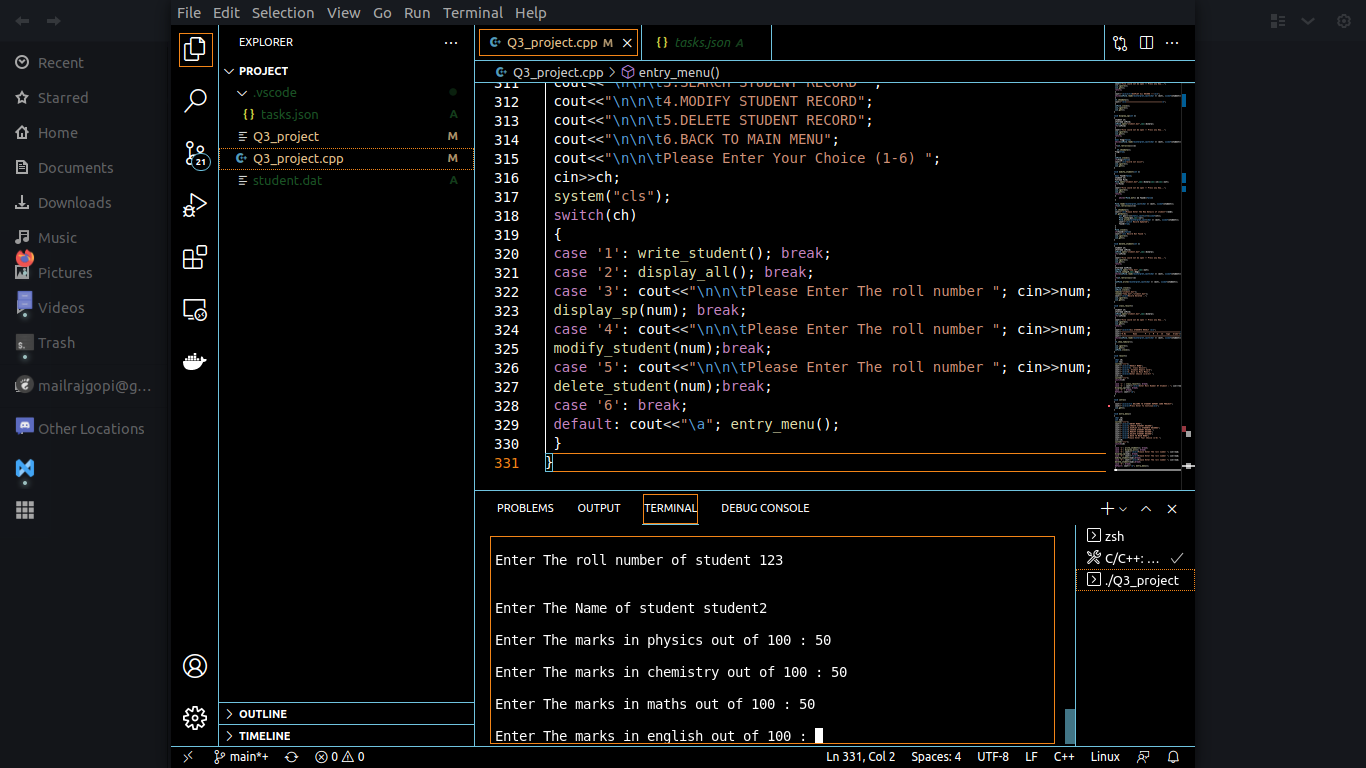 File Edit Selection View Go Run Terminal Help
Recent
Starred
Home
Documents
Downloads
Music
Pictures
Videos
Trash
mailrajgopi@g...
Other Locations
21
EXPLORER
PROJECT
.vscode
{} tasks.json A
Q3_project M
Q3_project.cpp M
student.dat A
OUTLINE
TIMELINE
Q3_project.cpp M
{} tasks.json A
Q3_project.cpp > entry_menu()
311 cout<<"\n\n\t3.SEARCH STUDENT RECORD ";
312 cout<<"\n\n\t4.MODIFY STUDENT RECORD";
313 cout<<"\n\n\t5.DELETE STUDENT RECORD";
314 cout<<"\n\n\t6.BACK TO MAIN MENU";
315 cout<<"\n\n\tPlease Enter Your Choice (1-6) ";
316 cin>>ch;
317 system("cls");
318 switch(ch)
319 {
320 case '1': write_student(); break;
321 case '2': display_all(); break;
322 case '3': cout<<"\n\n\tPlease Enter The roll number "; cin>>num;
323 display_sp(num); break;
324 case '4': cout<<"\n\n\tPlease Enter The roll number "; cin>>num;
325 modify_student(num);break;
326 case '5': cout<<"\n\n\tPlease Enter The roll number "; cin>>num;
327 delete_student(num);break;
328 case '6': break;
329 default: cout<<"\a"; entry_menu();
330 }
331 }
PROBLEMS OUTPUT TERMINAL DEBUG CONSOLE
Enter The roll number of student 123
Enter The Name of student student2
Enter The marks in physics out of 100 : 50
Enter The marks in chemistry out of 100 : 50
Enter The marks in maths out of 100 : 50
Enter The marks in english out of 100 :
zsh
C/C++: ...
./Q3_project
main*+ 0 0 Ln 331, Col 2 Spaces: 4 UTF-8 LF C++ Linux